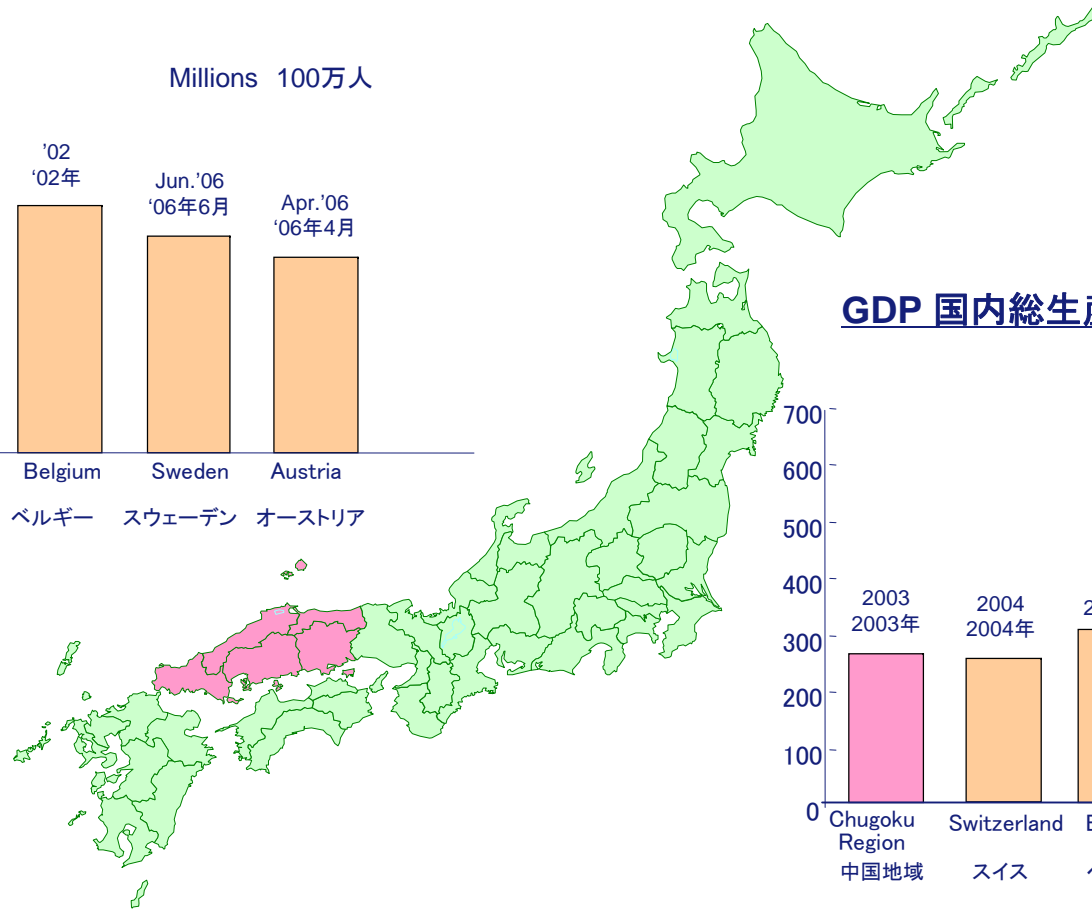 Millions 100万人
’02
‘02年
Jun.’06
‘06年6月
Apr.’06
‘06年4月
Belgium Sweden Austria
ベルギー スウェーデン オーストリア
GDP 国内総生
700
600
500
400
300
200
100
0
2003
2003年
2004
2004年
2
Chugoku
Region
Switzerland
中国地域 スイス